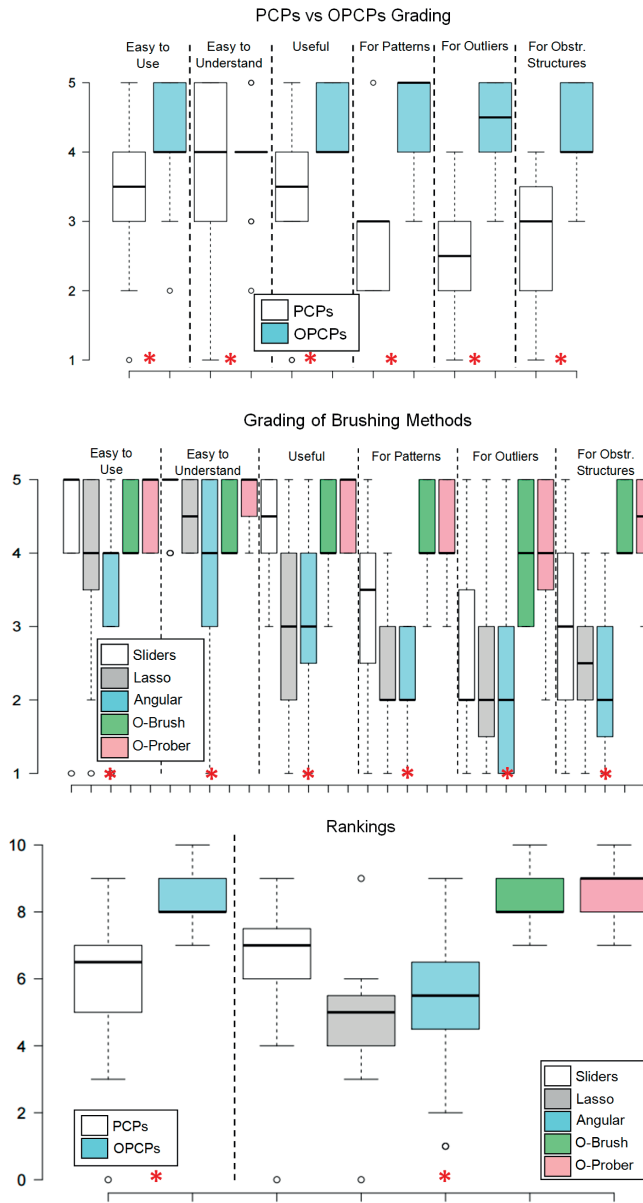 PCPs vs OPCPs Grading
Easy to Use
Easy to Understand
Useful
For Patterns
For Outliers
For Obstr. Structures
5
4
3
2
1
PCPs
OPCPs
* * * * * *
Grading of Brushing Methods
Easy to Use
Easy to Understand
Useful
For Patterns
For Outliers
For Obstr. Structures
5
4
3
2
1
Sliders
Lasso
Angular
O-Brush
O-Prober
* * * * * *
Rankings
10
8
6
4
2
0
PCPs
OPCPs
Sliders
Lasso
Angular
O-Brush
O-Prober
* *